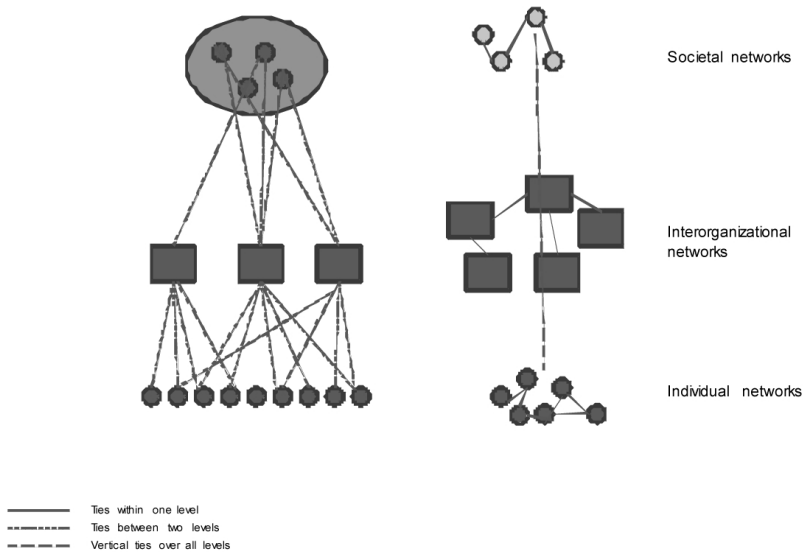 Societal networks
Interorganizational
networks
Individual networks
Ties within one level
Ties between two levels
Vertical ties over all levels